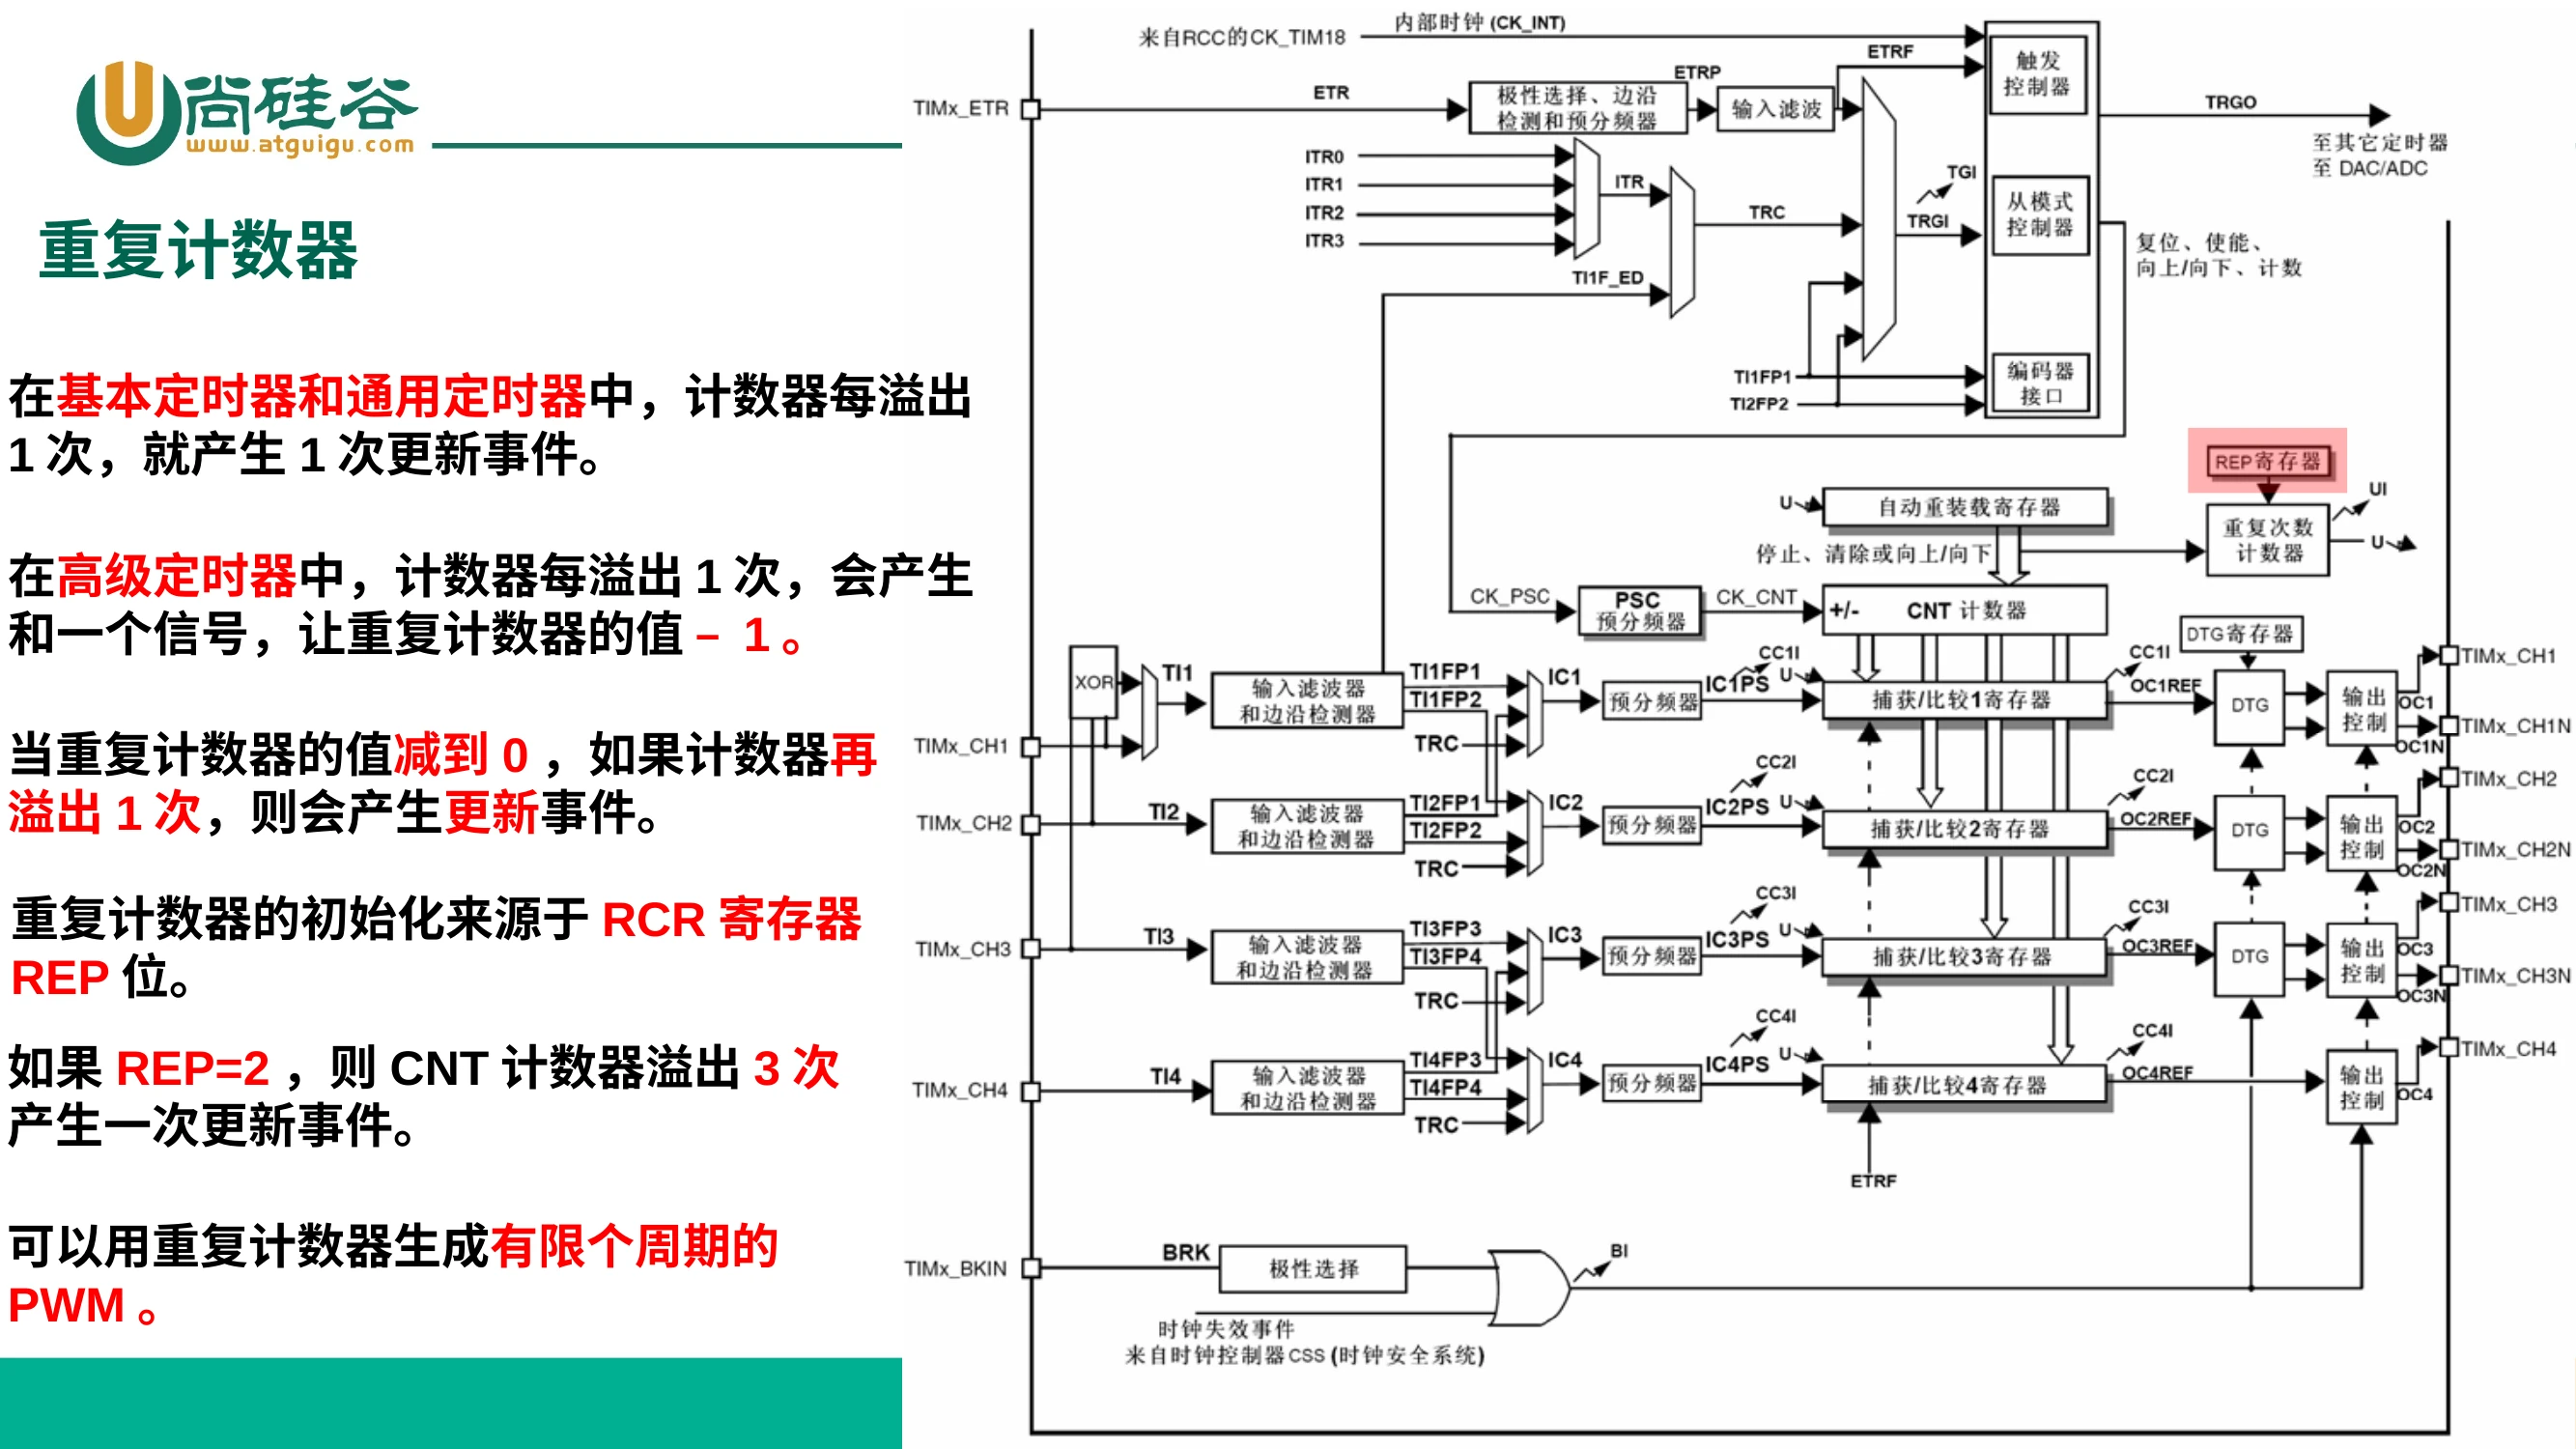 尚硅谷
www.atguigu.com
重复计数器
在基本定时器和通用定时器中，计数器每溢出
1 次，就产生 1 次更新事件。
在高级定时器中，计数器每溢出 1 次，会产生
和一个信号，让重复计数器的值 – 1 。
当重复计数器的值减到 0 ，如果计数器再
溢出 1 次，则会产生更新事件。
重复计数器的初始化来源于 RCR 寄存器
REP 位。
如果 REP=2 ，则 CNT 计数器溢出 3 次
产生一次更新事件。
可以用重复计数器生成有限个周期的
PWM 。
来自RCC的CK_TIM18
内部时钟 (CK_INT)
TIMx_ETR
ETR
极性选择、边沿
检测和预分频器
ETRP
输入滤波
ETRF
触发
控制器
TRGO
至其它定时器
至 DAC/ADC
ITR0
ITR1
ITR2
ITR3
ITR
TRC
TI1F_ED
TGI
TRGI
从模式
控制器
复位、使能、
向上/向下、计数
TI1FP1
TI2FP2
编码器
接口
REP寄存器
UI
U
自动重装载寄存器
重复次数
计数器
U
停止、清除或向上/向下
CK_PSC
PSC
预分频器
CK_CNT
+/-
CNT 计数器
DTG寄存器
XOR
TI1
输入滤波器
和边沿检测器
TI1FP1
TI1FP2
TRC
IC1
预分频器
CC1I
IC1PS
U
捕获/比较1寄存器
CC1I
OC1REF
DTG
输出
控制
OC1
OC1N
TIMx_CH1
TIMx_CH1N
TIMx_CH1
TIMx_CH2
TI2
输入滤波器
和边沿检测器
TI2FP1
TI2FP2
TRC
IC2
预分频器
CC2I
IC2PS
U
捕获/比较2寄存器
CC2I
OC2REF
DTG
输出
控制
OC2
OC2N
TIMx_CH2
TIMx_CH2N
TIMx_CH3
TI3
输入滤波器
和边沿检测器
TI3FP3
TI3FP4
TRC
IC3
预分频器
CC3I
IC3PS
U
捕获/比较3寄存器
CC3I
OC3REF
DTG
输出
控制
OC3
OC3N
TIMx_CH3
TIMx_CH3N
TIMx_CH4
TI4
输入滤波器
和边沿检测器
TI4FP3
TI4FP4
TRC
IC4
预分频器
CC4I
IC4PS
U
捕获/比较4寄存器
CC4I
OC4REF
输出
控制
OC4
TIMx_CH4
ETRF
TIMx_BKIN
BRK
极性选择
BI
时钟失效事件
来自时钟控制器CSS (时钟安全系统)